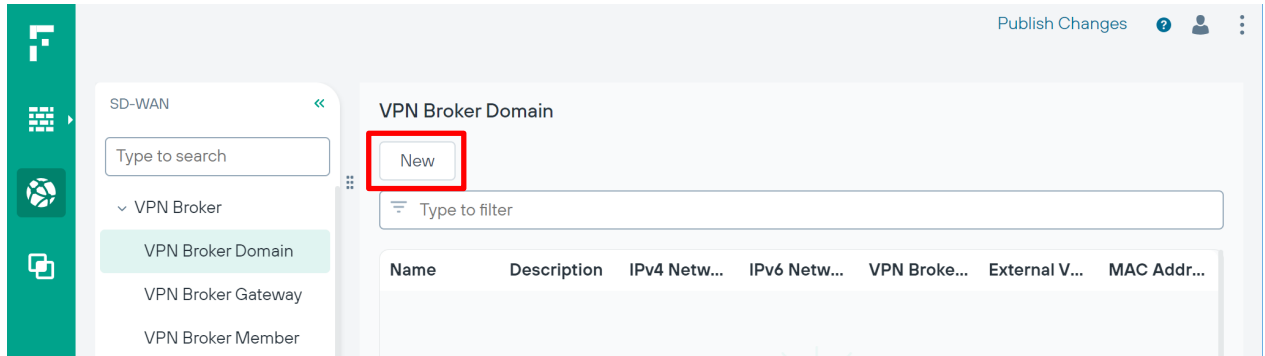 Publish Changes
SD-WAN
Type to search
VPN Broker
VPN Broker Domain
VPN Broker Gateway
VPN Broker Member
VPN Broker Domain
New
Type to filter
Name Description IPv4 Netw... IPv6 Netw... VPN Broke... External V... MAC Addr...